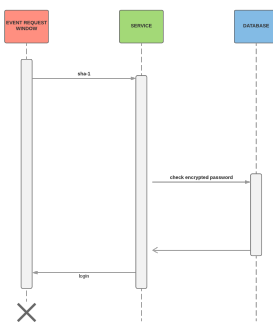 EVENT REQUEST
WINDOW
SERVICE
DATABASE
sha-1
check encrypted password
login